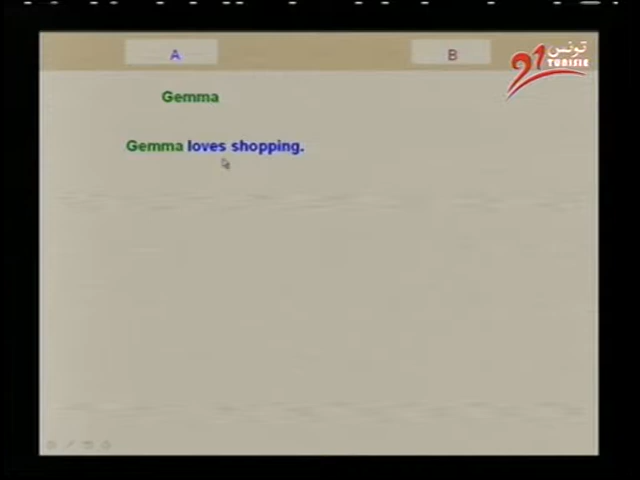 A
B
تونس
21
TUNISIE
Gemma
Gemma loves shopping.